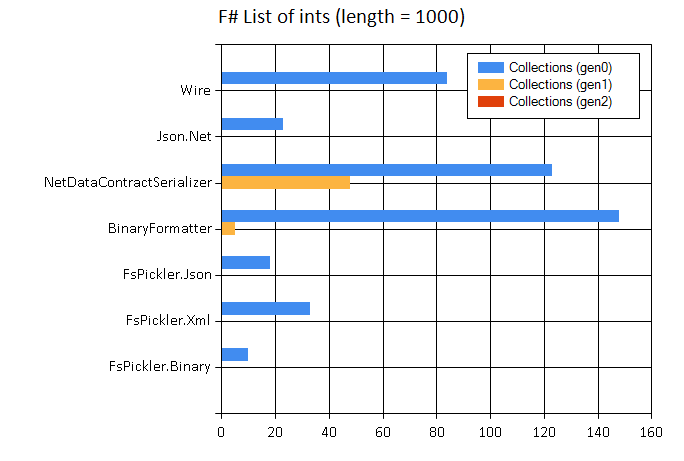 F# List of ints (length = 1000)
Collections (gen0)
Collections (gen1)
Collections (gen2)
Wire
Json.Net
NetDataContractSerializer
BinaryFormatter
FsPickler.Json
FsPickler.Xml
FsPickler.Binary
0 20 40 60 80 100 120 140 160